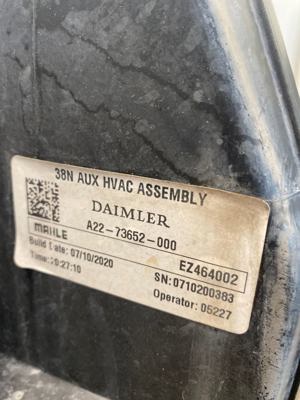 38N AUX HVAC ASSEMBLY
DAIMLER
A22-73652-000
MAHLE
EZ464002
Build Date: 07/10/2020
SN:0710200383
Time: 9:27:10
Operator: 05227